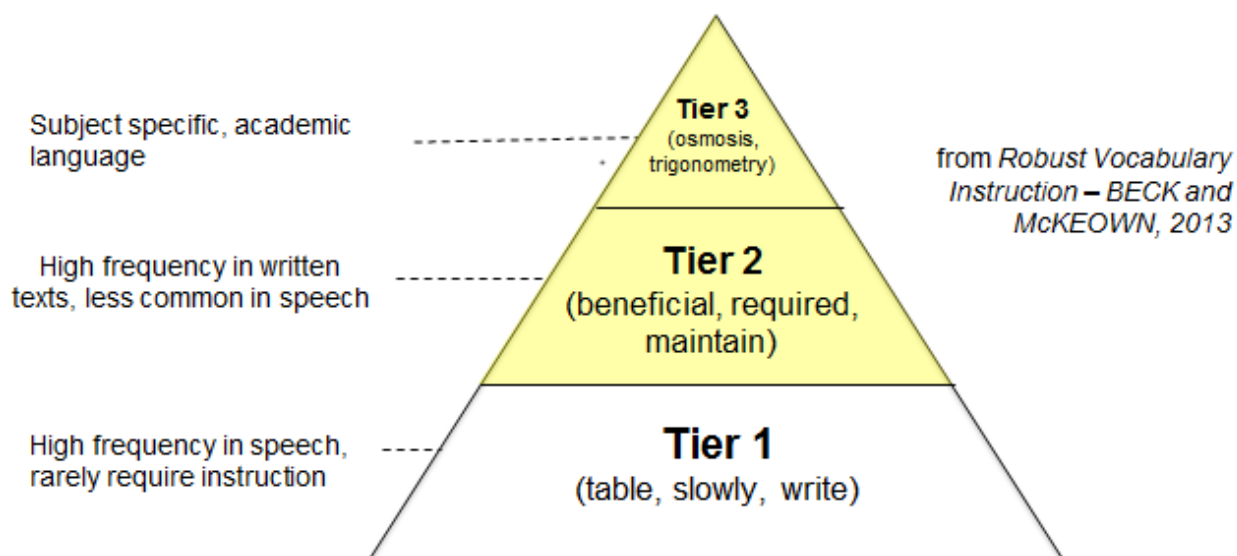 Tier 3
(osmosis,
trigonometry)
Subject specific, academic
language
from Robust Vocabulary
Instruction – BECK and
McKEOWN, 2013
Tier 2
(beneficial, required,
maintain)
High frequency in written
texts, less common in speech
Tier 1
(table, slowly, write)
High frequency in speech,
rarely require instruction